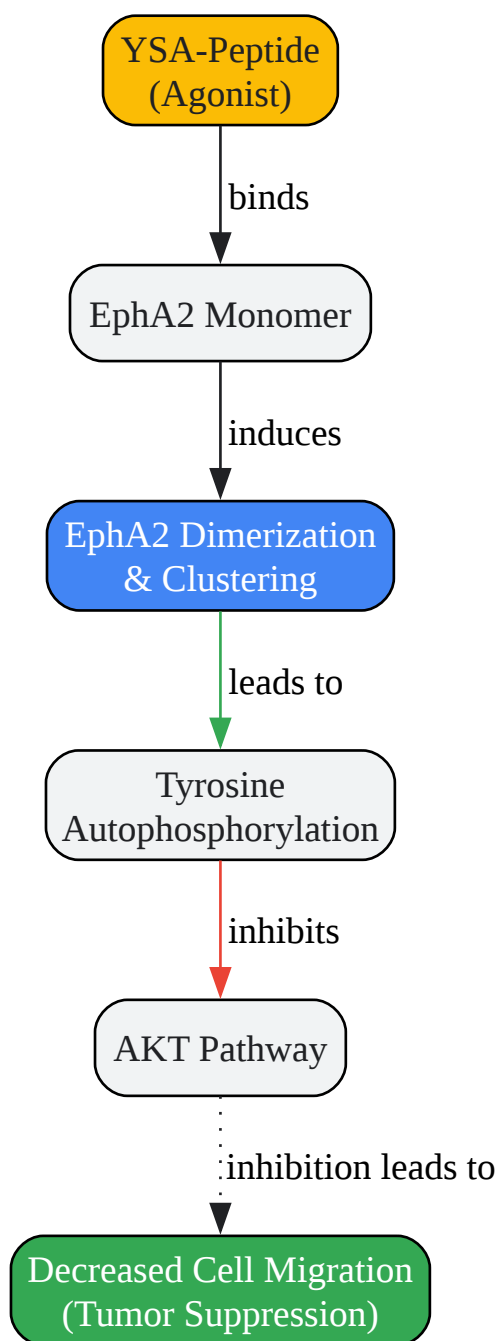 YSA-Peptide
(Agonist)
binds
EphA2 Monomer
induces
EphA2 Dimerization
& Clustering
leads to
Tyrosine
Autophosphorylation
inhibits
AKT Pathway
inhibition leads to
Decreased Cell Migration
(Tumor Suppression)